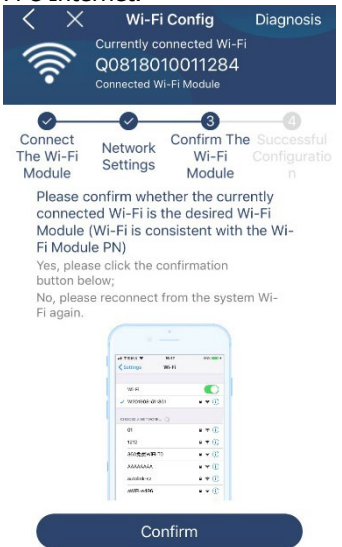 Wi-Fi Config
Diagnosis
Currently connected Wi-Fi
Q0818010011284
Connected Wi-Fi Module
3
4
Connect
The Wi-Fi
Module
Network
Settings
Confirm The
Wi-Fi
Module
Successful
Configuratio
n
Please confirm whether the currently
connected Wi-Fi is the desired Wi-Fi
Module (Wi-Fi is consistent with the Wi-
Fi Module PN)
Yes, please click the confirmation
button below;
No, please reconnect from the system Wi-
Fi again.
Settings
Wi-Fi
Wi-Fi
01
1212
AAAAAAAA
Confirm